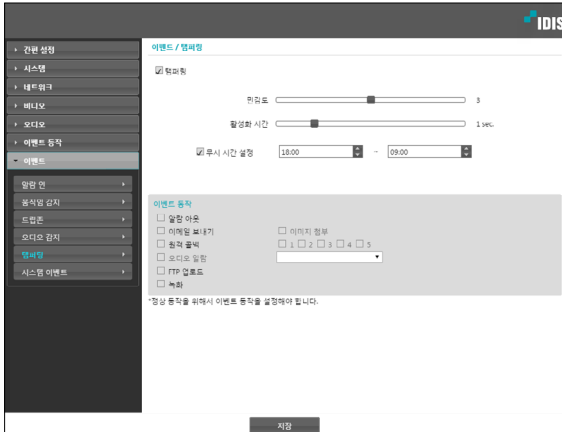 IDIS
간편 설정
시스템
네트워크
비디오
오디오
이벤트 동작
이벤트
알람 인
움직임 감지
트립존
오디오 감지
탬퍼링
시스템 이벤트
이벤트 / 탬퍼링
탬퍼링
민감도 3
활성화 시간 1 sec.
무시 시간 설정 18:00 ~ 09:00
이벤트 동작
알람 아웃
이메일 보내기 이미지 첨부
원격 콜백 1 2 3 4 5
오디오 알람
FTP 업로드
녹화
*정상 동작을 위해서 이벤트 동작을 설정해야 합니다.
저장